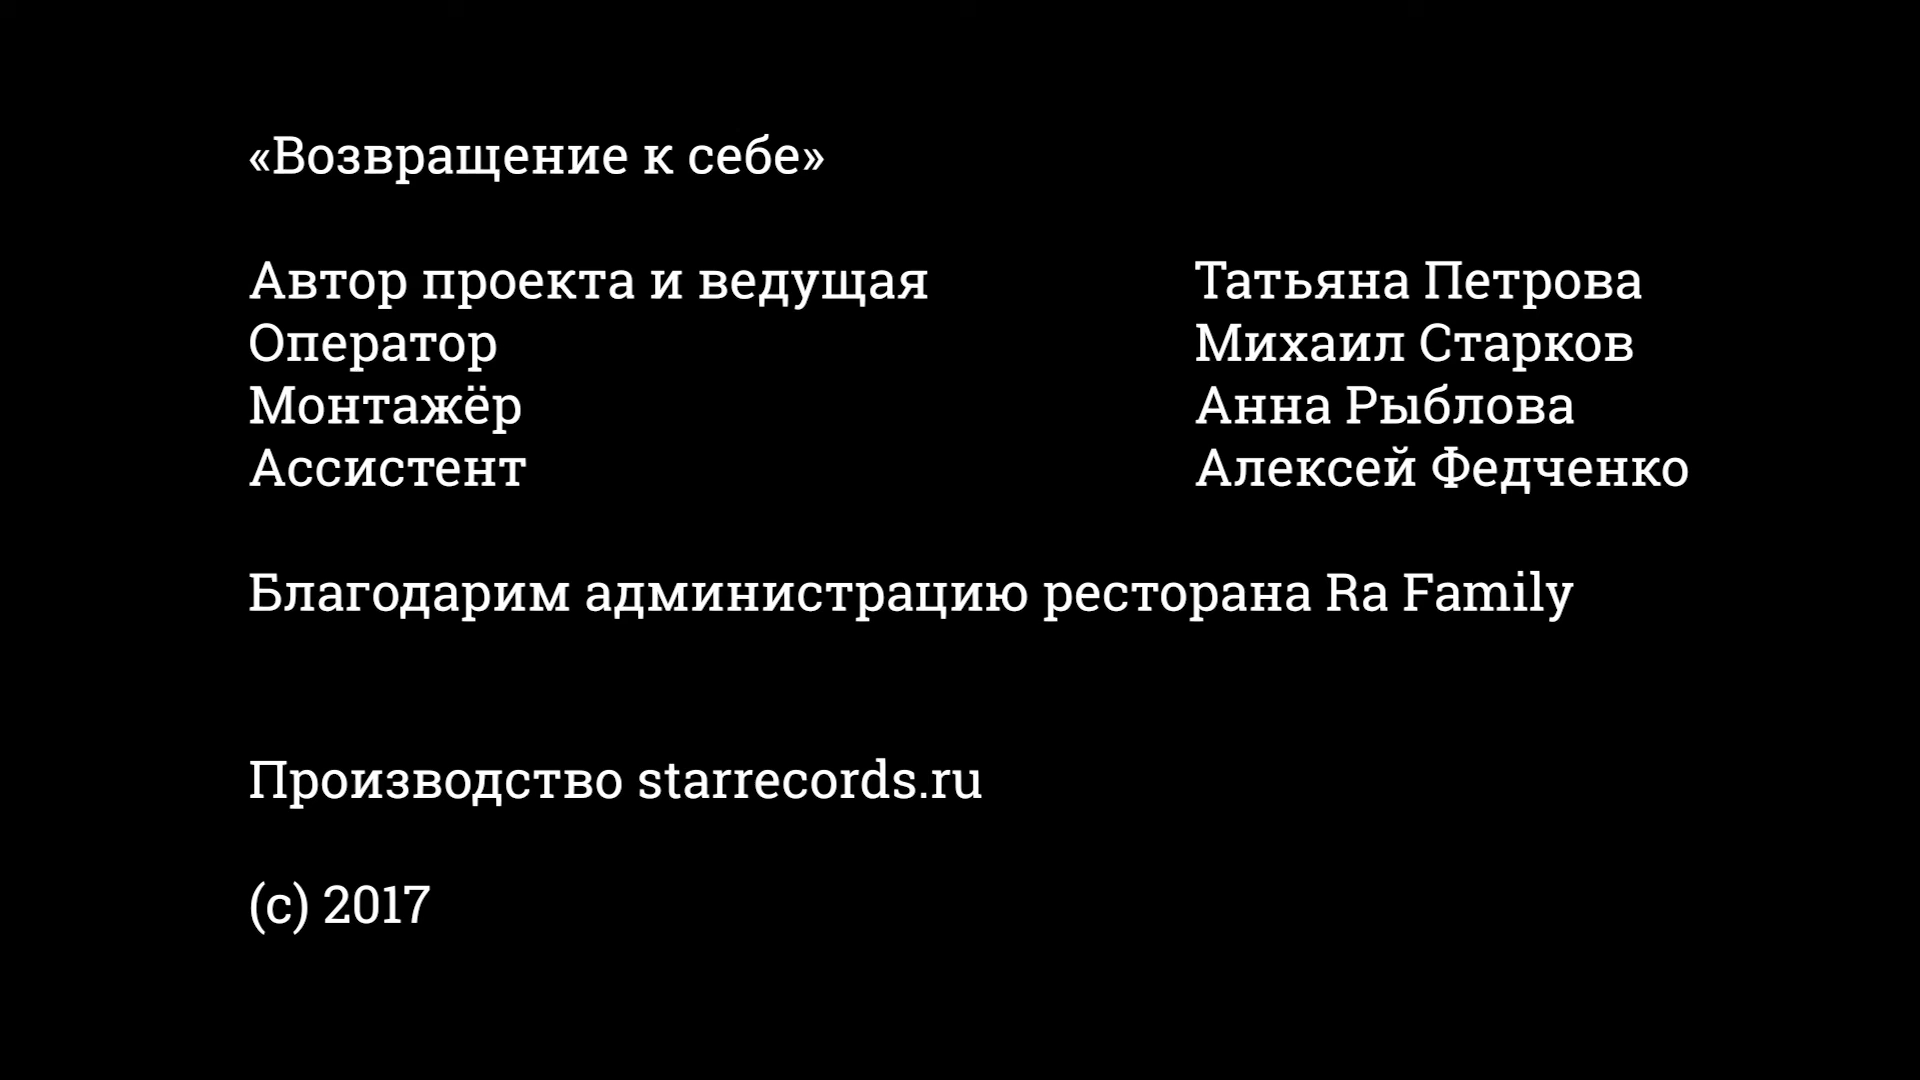 «Возвращение к себе»
Автор проекта и ведущая Татьяна Петрова
Оператор Михаил Старков
Монтажёр Анна Рыблова
Ассистент Алексей Федченко
Благодарим администрацию ресторана Ra Family
Производство starrecords.ru
(c) 2017